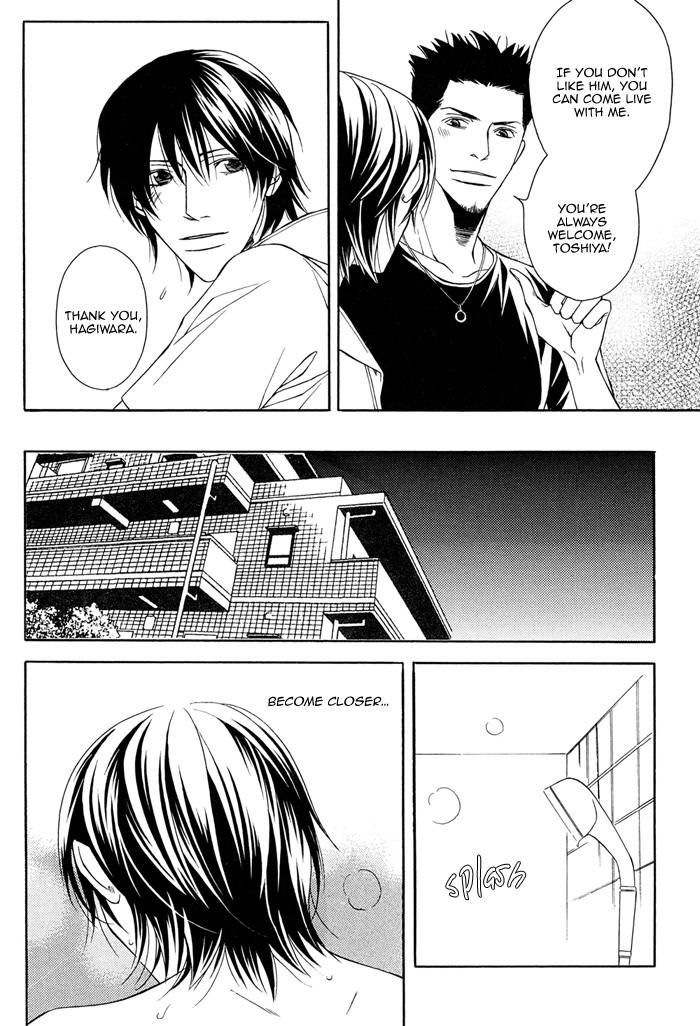 IF YOU DON'T
LIKE HIM, YOU
CAN COME LIVE
WITH ME.
YOU'RE
ALWAYS
WELCOME,
TOSHIYA!
THANK YOU,
HAGIWARA.
BECOME CLOSER...
splash